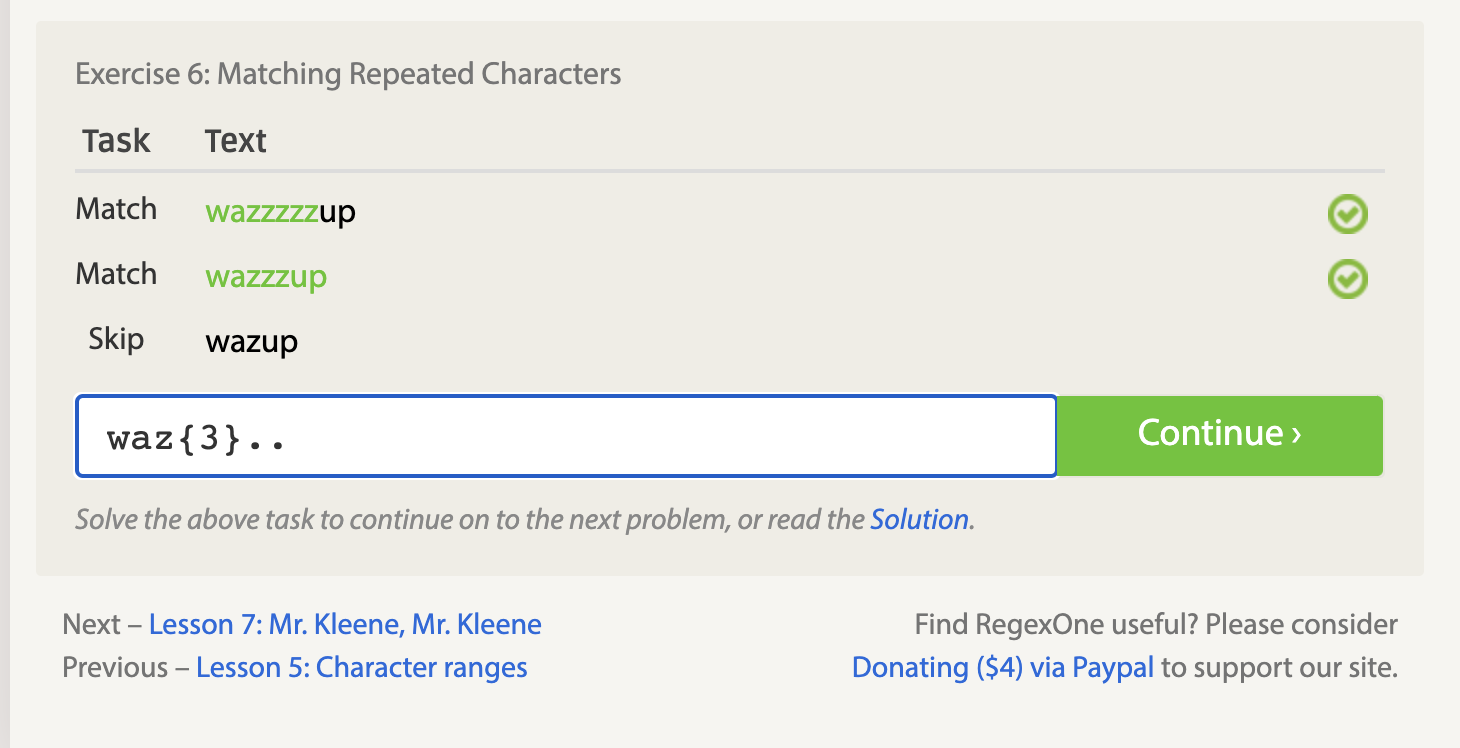 Exercise 6: Matching Repeated Characters
Task Text
Match wazzzzzup
Match wazzzup
Skip wazup
waz{3}.. Continue ›
Solve the above task to continue on to the next problem, or read the Solution.
Next – Lesson 7: Mr. Kleene, Mr. Kleene
Previous – Lesson 5: Character ranges
Find RegexOne useful? Please consider
Donating ($4) via Paypal to support our site.